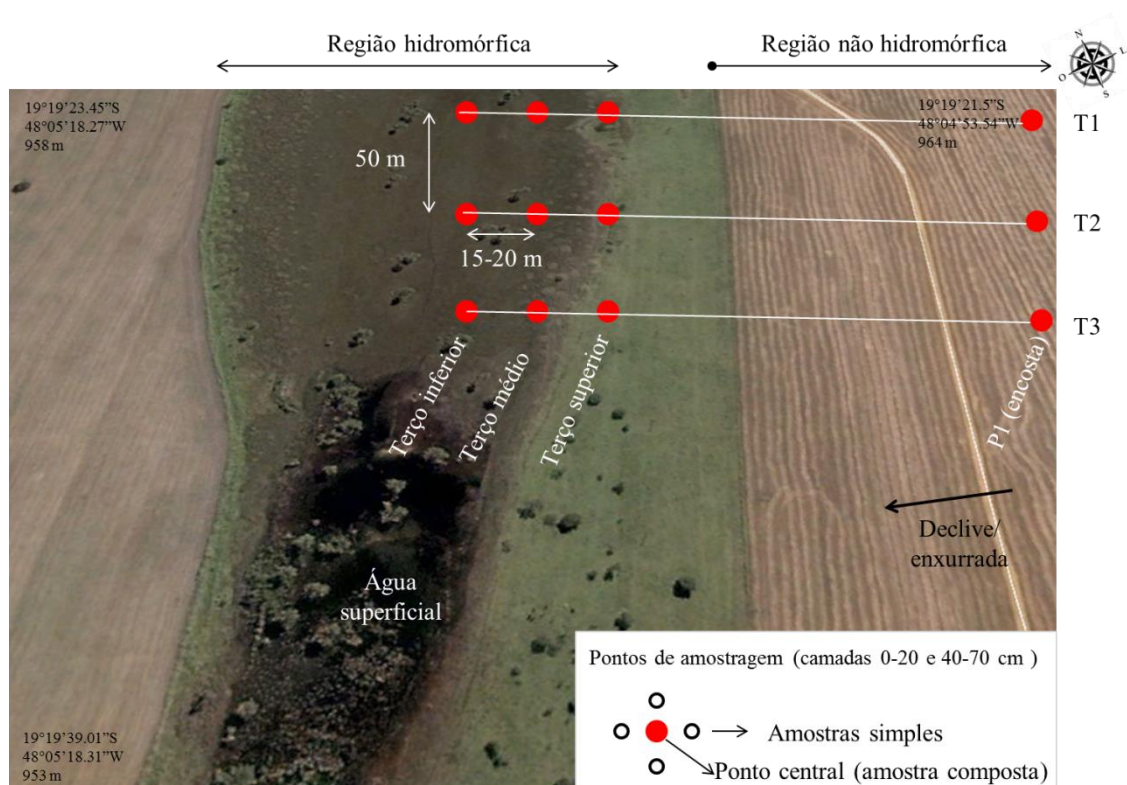 Região hidromórfica
Região não hidromórfica
N
L
O
S
19°19’23.45”S
48°05’18.27”W
958 m
19°19’21.5”S
48°04’53.54”W
964 m
T1
50 m
T2
15-20 m
T3
Terço inferior
Terço médio
Terço superior
P1 (encosta)
Declive/
enxurrada
Água
superficial
Pontos de amostragem (camadas 0-20 e 40-70 cm )
Amostras simples
Ponto central (amostra composta)
19°19’39.01”S
48°05’18.31”W
953 m